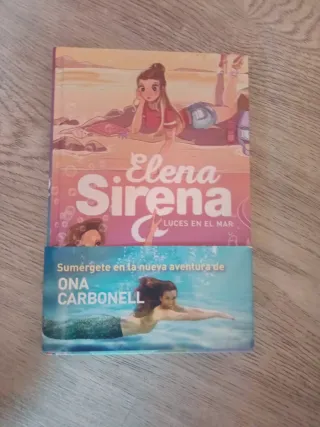 Elena
Sirena
LUCES EN EL MAR
Sumérgete en la nueva aventura de
ONA
CARBONELL